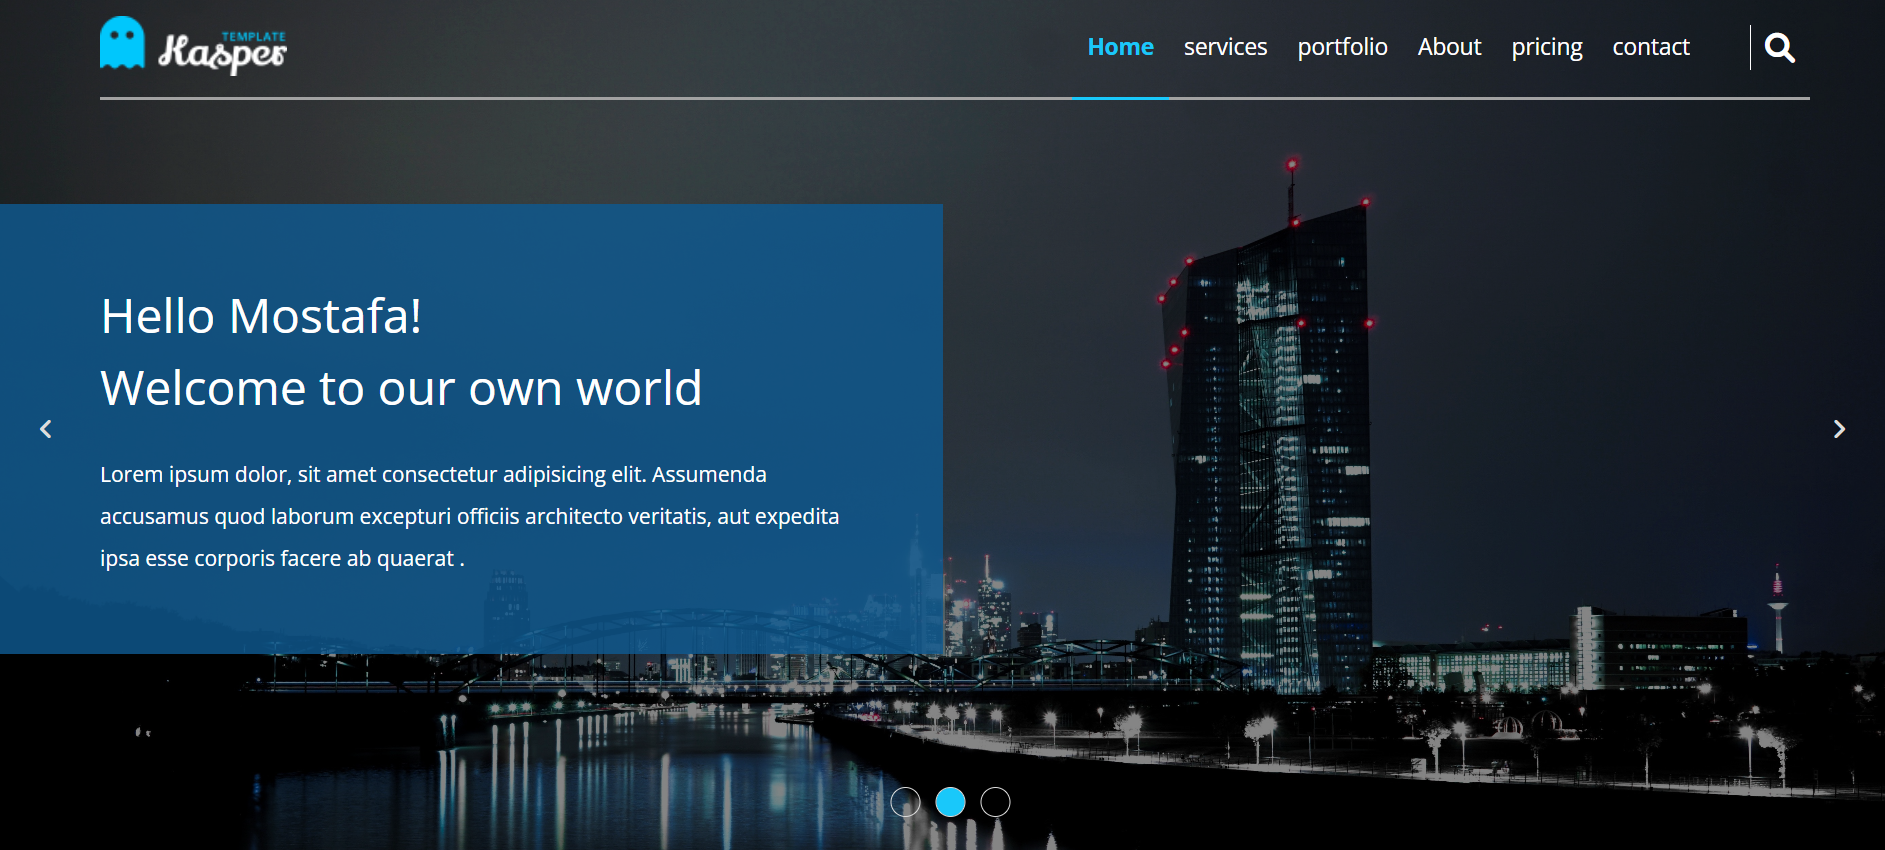 TEMPLATE
Kasper
Home services portfolio About pricing contact
Hello Mostafa!
Welcome to our own world
Lorem ipsum dolor, sit amet consectetur adipisicing elit. Assumenda
accusamus quod laborum excepturi officiis architecto veritatis, aut expedita
ipsa esse corporis facere ab quaerat .